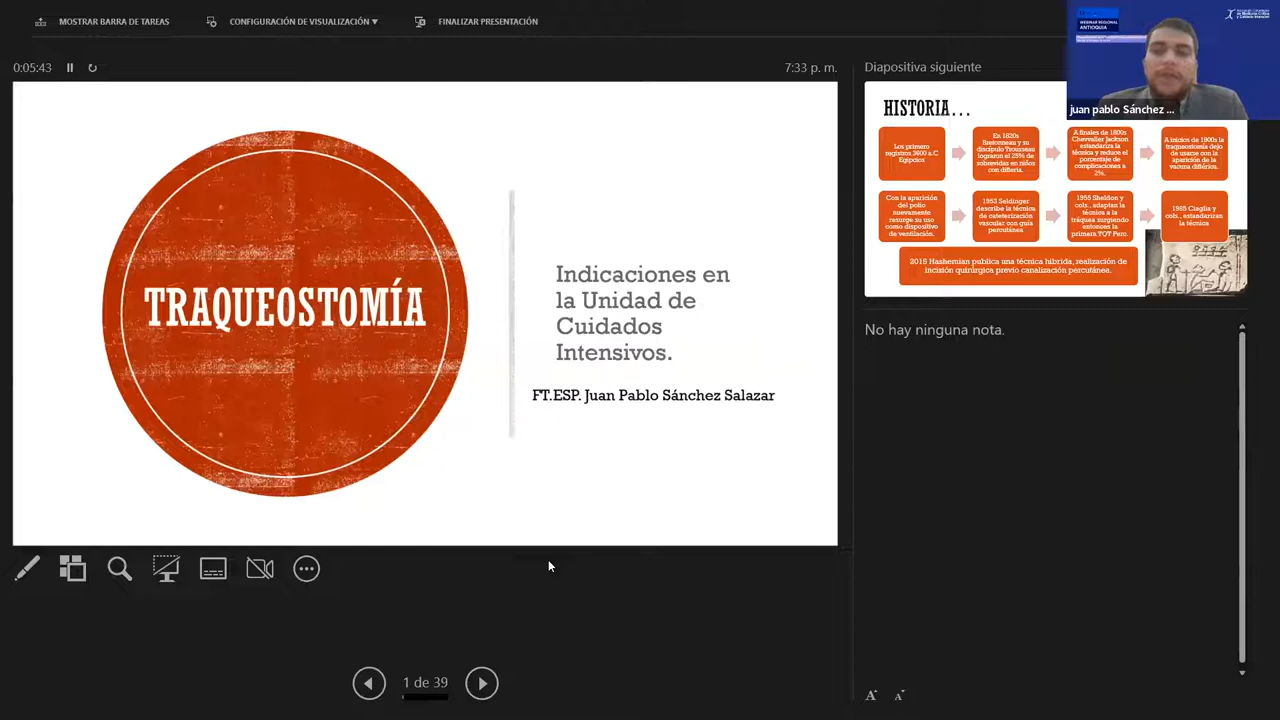 MOSTRAR BARRA DE TAREAS
CONFIGURACIÓN DE VISUALIZACIÓN ▼
FINALIZAR PRESENTACIÓN
0:05:43
7:33 p. m.
TRAQUEOSTOMÍA
Indicaciones en
la Unidad de
Cuidados
Intensivos.
FT.ESP. Juan Pablo Sánchez Salazar
1 de 39
Diapositiva siguiente
WEBINAR REGIONAL
ANTIOQUIA
juan pablo Sánchez ...
HISTORIA...
Los primero
registros 3600 a.C
Egipcios
En 1820s
Bretonneau y su
discípulo Trousseau
lograron el 25% de
sobrevidas en niños
con difteria.
A finales de 1800s
Chevalier Jackson
estandariza la
técnica y reduce el
porcentaje de
complicaciones a
2%.
A inicios de 1900s la
traqueostomía dejo
de usarse con la
aparición de la
vacuna diftérica.
Con la aparición
del polio
nuevamente
resurge su uso
como dispositivo
de ventilación.
1953 Seldinger
describe la técnica
de cateterización
vascular con guía
percutánea
1955 Sheldon y
cols., adaptan la
técnica a la
tráquea surgiendo
entonces la
primera TQT Perc.
1985 Ciaglia y
cols., estandarizan
la técnica
2015 Hashemian publica una técnica híbrida, realización de
incisión quirúrgica previo canalización percutánea.
No hay ninguna nota.